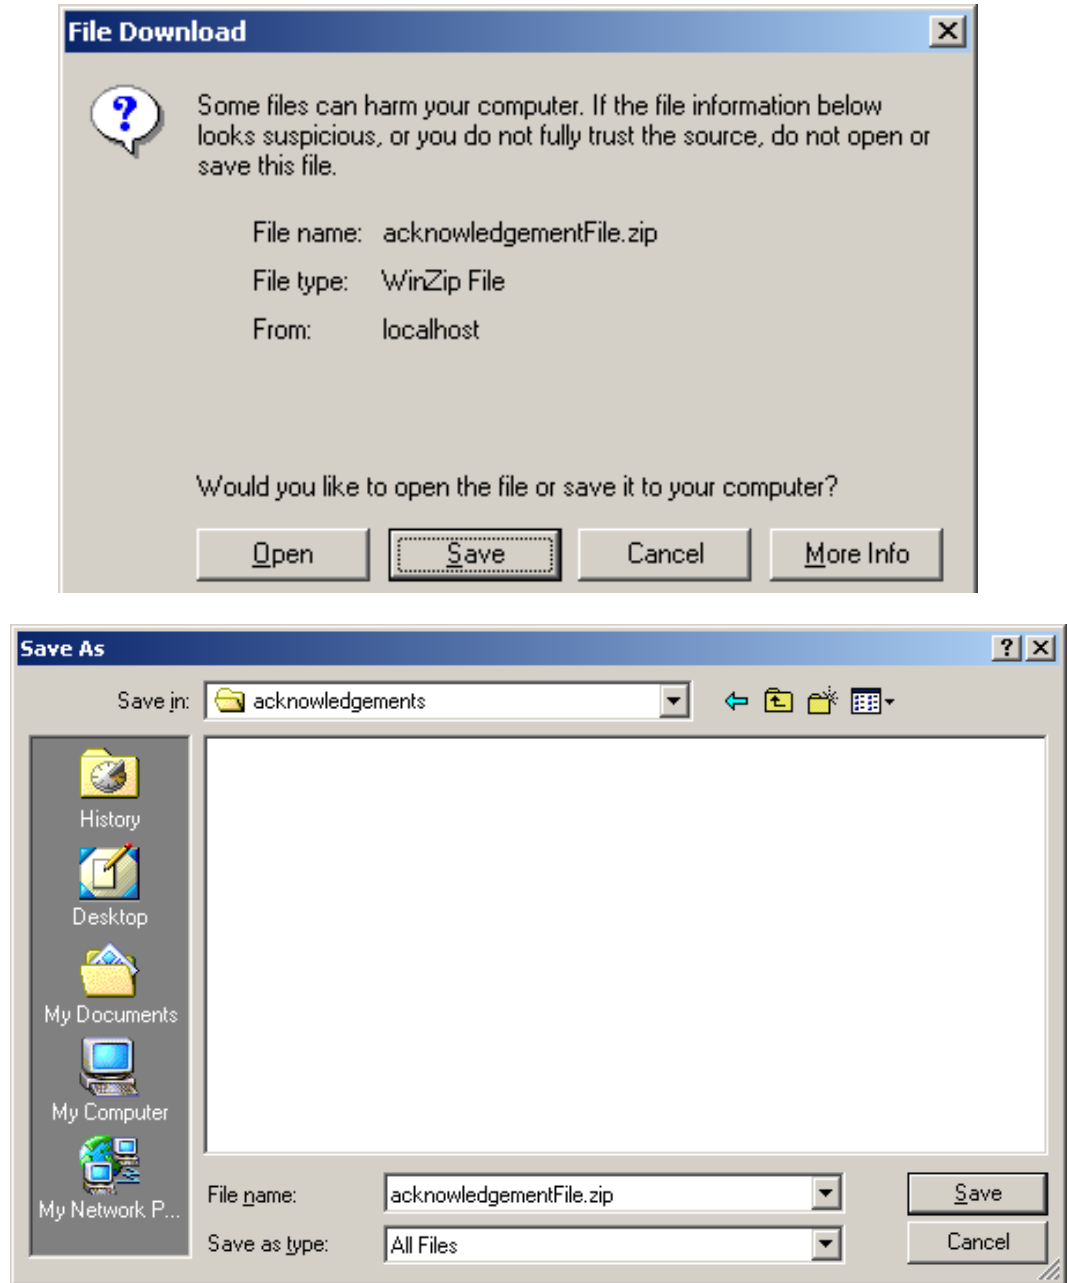 File Download
Some files can harm your computer. If the file information below
looks suspicious, or you do not fully trust the source, do not open or
save this file.
File name: acknowledgementFile.zip
File type: WinZip File
From: localhost
Would you like to open the file or save it to your computer?
Open Save Cancel More Info
Save As
Save in: acknowledgements
History
Desktop
My Documents
My Computer
My Network P...
File name: acknowledgementFile.zip Save
Save as type: All Files Cancel